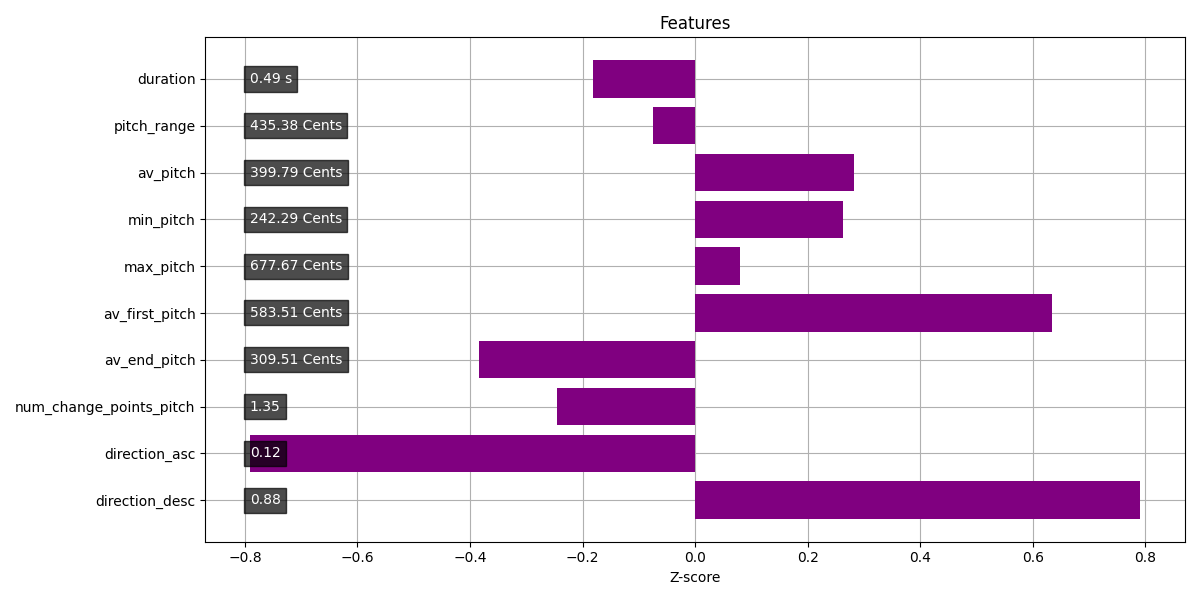 Features
duration 0.49 s
pitch_range 435.38 Cents
av_pitch 399.79 Cents
min_pitch 242.29 Cents
max_pitch 677.67 Cents
av_first_pitch 583.51 Cents
av_end_pitch 309.51 Cents
num_change_points_pitch 1.35
direction_asc 0.12
direction_desc 0.88
−0.8 −0.6 −0.4 −0.2 0.0 0.2 0.4 0.6 0.8
Z-score